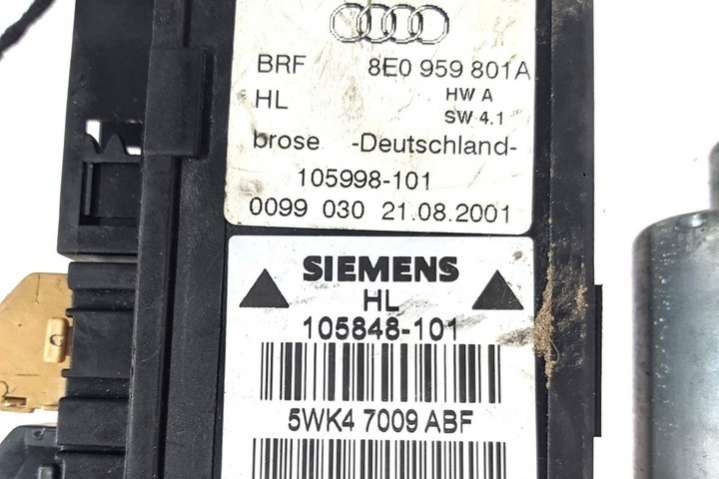 BRF 8E0 959 801A
HL HW A
SW 4.1
brose -Deutschland-
105998-101
0099 030 21.08.2001
SIEMENS
HL
105848-101
5WK4 7009 ABF